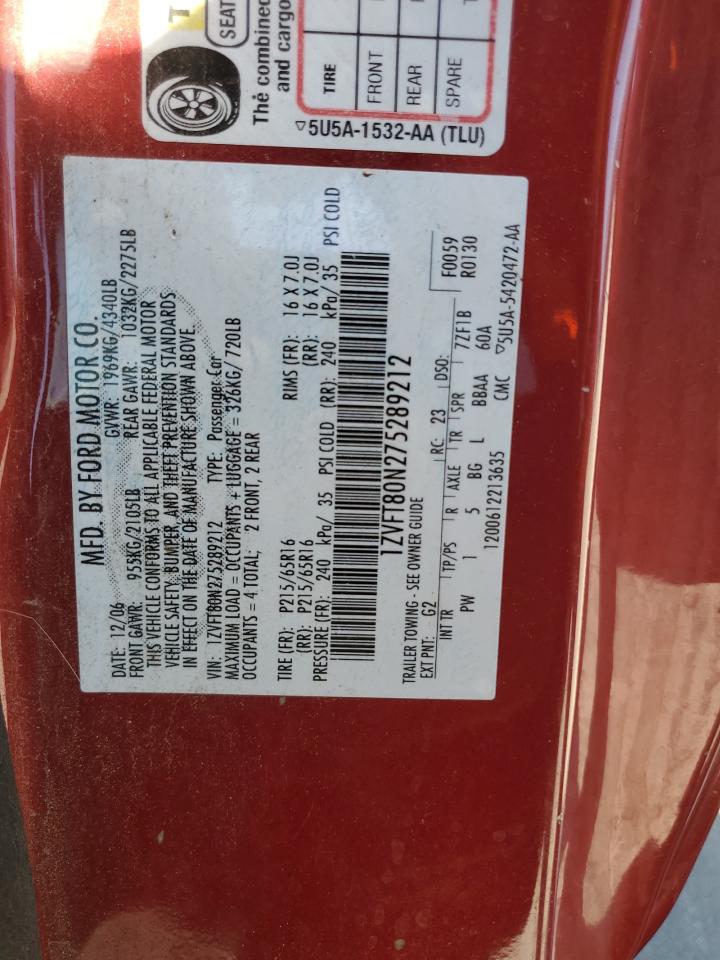 SEAT
The combined
and cargo
TIRE
FRONT
REAR
SPARE
5U5A-1532-AA (TLU)
MFD. BY FORD MOTOR CO.
DATE: 12/06 GVWR: 1969KG/4340LB
FRONT GAWR: 955KG/2105LB REAR GAWR: 1032KG/2275LB
THIS VEHICLE CONFORMS TO ALL APPLICABLE FEDERAL MOTOR
VEHICLE SAFETY, BUMPER, AND THEFT PREVENTION STANDARDS
IN EFFECT ON THE DATE OF MANUFACTURE SHOWN ABOVE.
VIN: 1ZVFT80N275289212 TYPE: Passenger Car
MAXIMUM LOAD = OCCUPANTS + LUGGAGE = 326KG/ 720LB
OCCUPANTS = 4 TOTAL; 2 FRONT, 2 REAR
TIRE (FR): P215/65R16 RIMS (FR): 16 X 7.0J
(RR): P215/65R16 (RR): 16 X 7.0J
PRESSURE (FR): 240 kPa/ 35 PSI COLD (RR): 240 kPa/ 35 PSI COLD
1ZVFT80N275289212
TRAILER TOWING - SEE OWNER GUIDE F0059
EXT PNT: G2 RC: 23 DSO: R0130
INT TR TP/PS R AXLE TR SPR 7ZF1B
PW 1 5 BG L BBAA 60A
1200612213635 CMC 5U5A-5420472-AA